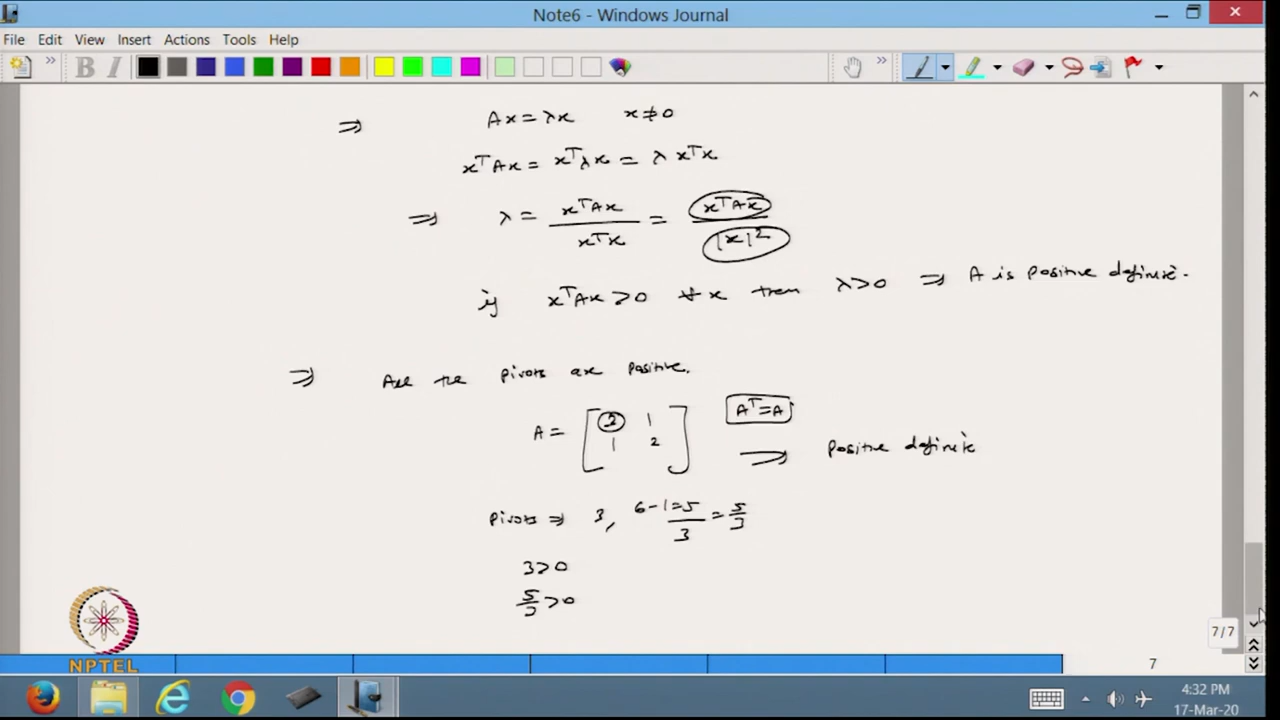 Note6 - Windows Journal
File Edit View Insert Actions Tools Help
⇒ Ax = λx x≠0
xᵀAx = xᵀλx = λ xᵀx
⇒ λ = xᵀAx / xᵀx = xᵀAx / |x|²
if xᵀAx > 0 ∀ x then λ>0 ⇒ A is positive definite.
⇒ All the pivots are positive.
A = [3 1; 1 2] Aᵀ=A
⇒ positive definite
pivots ⇒ 3, 6-1=5/3 = 5/3
3>0
5/3 >0
7/7
NPTEL
7
4:32 PM
17-Mar-20